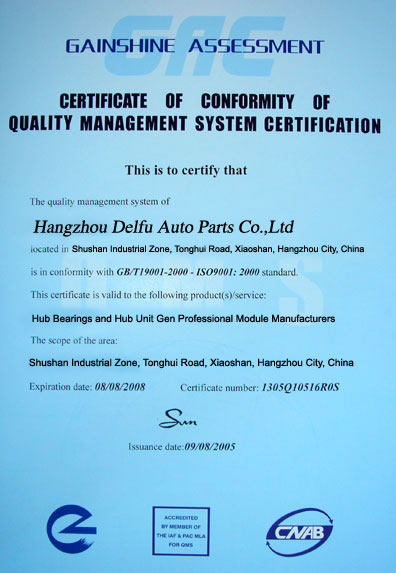 GAC
GAINSHINE ASSESSMENT
CERTIFICATE OF CONFORMITY OF
QUALITY MANAGEMENT SYSTEM CERTIFICATION
This is to certify that
The quality management system of
Hangzhou Delfu Auto Parts Co.,Ltd
located in Shushan Industrial Zone, Tonghui Road, Xiaoshan, Hangzhou City, China
is in conformity with GB/T19001-2000 - ISO9001: 2000 standard.
This certificate is valid to the following product(s)/service:
Hub Bearings and Hub Unit Gen Professional Module Manufacturers
The scope of the area:
Shushan Industrial Zone, Tonghui Road, Xiaoshan, Hangzhou City, China
Expiration date: 08/08/2008 Certificate number: 1305Q10516R0S
Issuance date:09/08/2005
ACCREDITED
BY MEMBER OF
THE IAF & PAC MLA
FOR QMS
CNAB